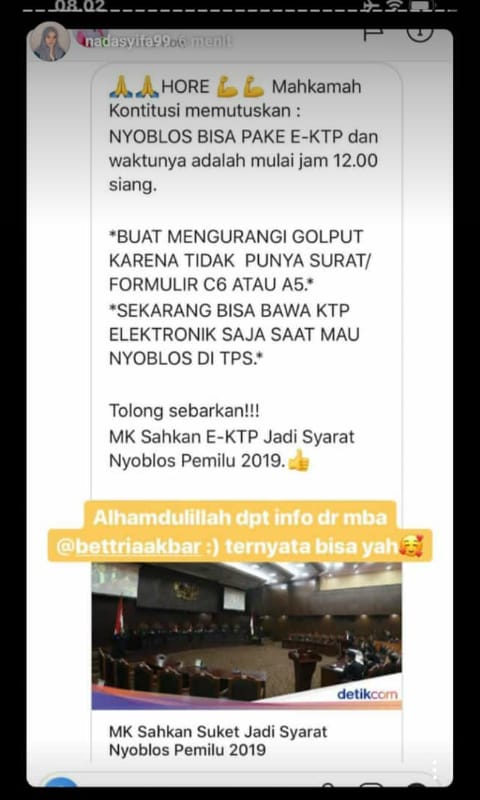 08.02
nadasyifa99 6 menit
🙏🙏HORE 💪💪 Mahkamah
Kontitusi memutuskan :
NYOBLOS BISA PAKE E-KTP dan
waktunya adalah mulai jam 12.00
siang.
*BUAT MENGURANGI GOLPUT
KARENA TIDAK PUNYA SURAT/
FORMULIR C6 ATAU A5.*
*SEKARANG BISA BAWA KTP
ELEKTRONIK SAJA SAAT MAU
NYOBLOS DI TPS.*
Tolong sebarkan!!!
MK Sahkan E-KTP Jadi Syarat
Nyoblos Pemilu 2019.👍
Alhamdulillah dpt info dr mba
@bettriaakbar :) ternyata bisa yah🥰
detikcom
MK Sahkan Suket Jadi Syarat
Nyoblos Pemilu 2019